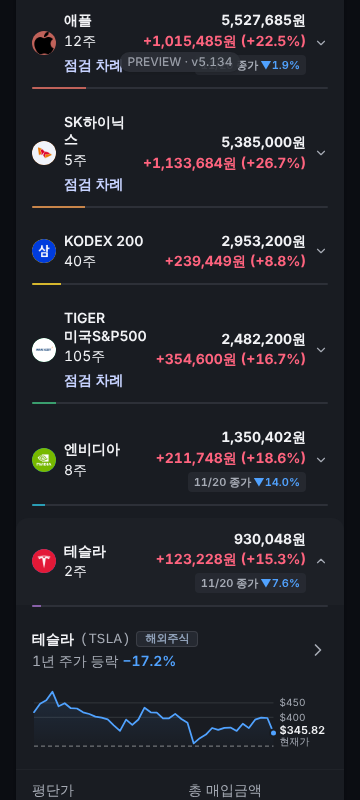 애플
5,527,685원
12주
+1,015,485원 (+22.5%)
점검 차례
PREVIEW · v5.134
종가 ▼1.9%
SK하이닉
스
5,385,000원
5주
+1,133,684원 (+26.7%)
점검 차례
삼
KODEX 200
2,953,200원
40주
+239,449원 (+8.8%)
TIGER
미국S&P500
2,482,200원
105주
+354,600원 (+16.7%)
점검 차례
엔비디아
1,350,402원
8주
+211,748원 (+18.6%)
11/20 종가 ▼14.0%
테슬라
930,048원
2주
+123,228원 (+15.3%)
11/20 종가 ▼7.6%
테슬라 (TSLA) 해외주식
1년 주가 등락 −17.2%
$450
$400
$345.82
현재가
평단가
총 매입금액